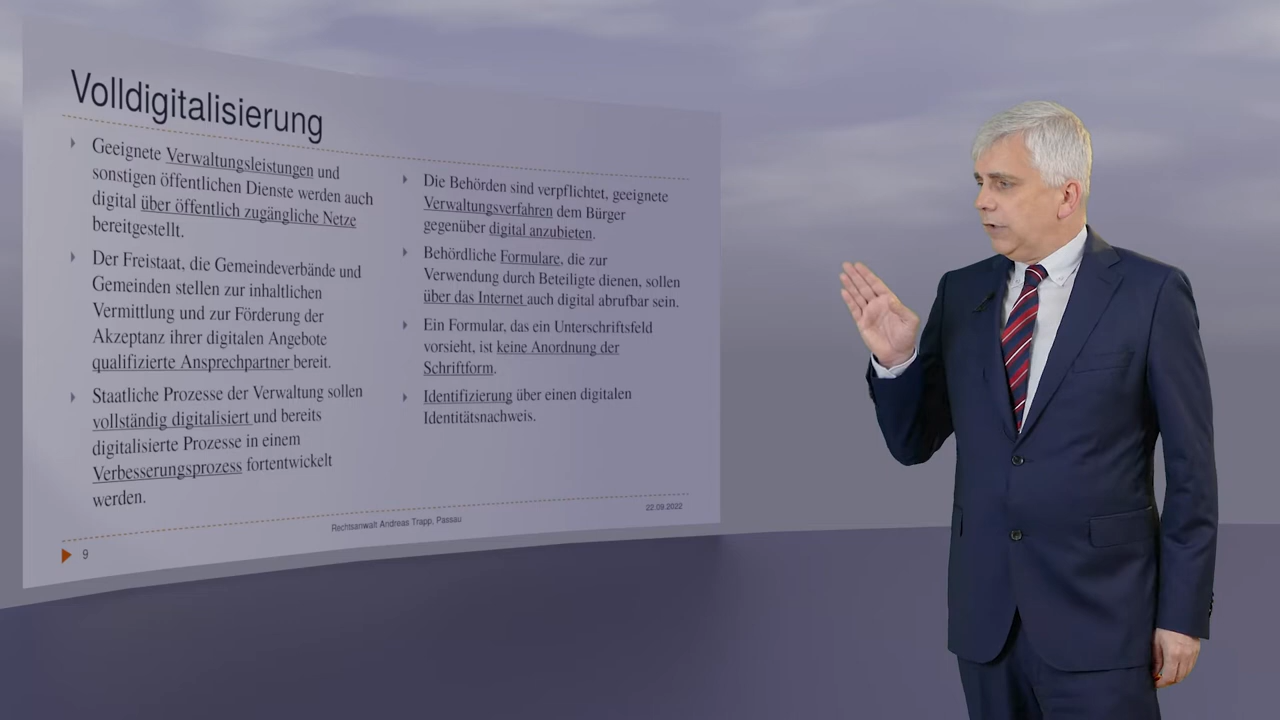 Volldigitalisierung
Geeignete Verwaltungsleistungen und
sonstigen öffentlichen Dienste werden auch
digital über öffentlich zugängliche Netze
bereitgestellt.
Der Freistaat, die Gemeindeverbände und
Gemeinden stellen zur inhaltlichen
Vermittlung und zur Förderung der
Akzeptanz ihrer digitalen Angebote
qualifizierte Ansprechpartner bereit.
Staatliche Prozesse der Verwaltung sollen
vollständig digitalisiert und bereits
digitalisierte Prozesse in einem
Verbesserungsprozess fortentwickelt
werden.
Die Behörden sind verpflichtet, geeignete
Verwaltungsverfahren dem Bürger
gegenüber digital anzubieten.
Behördliche Formulare, die zur
Verwendung durch Beteiligte dienen, sollen
über das Internet auch digital abrufbar sein.
Ein Formular, das ein Unterschriftsfeld
vorsieht, ist keine Anordnung der
Schriftform.
Identifizierung über einen digitalen
Identitätsnachweis.
9
Rechtsanwalt Andreas Trapp, Passau
22.09.2022